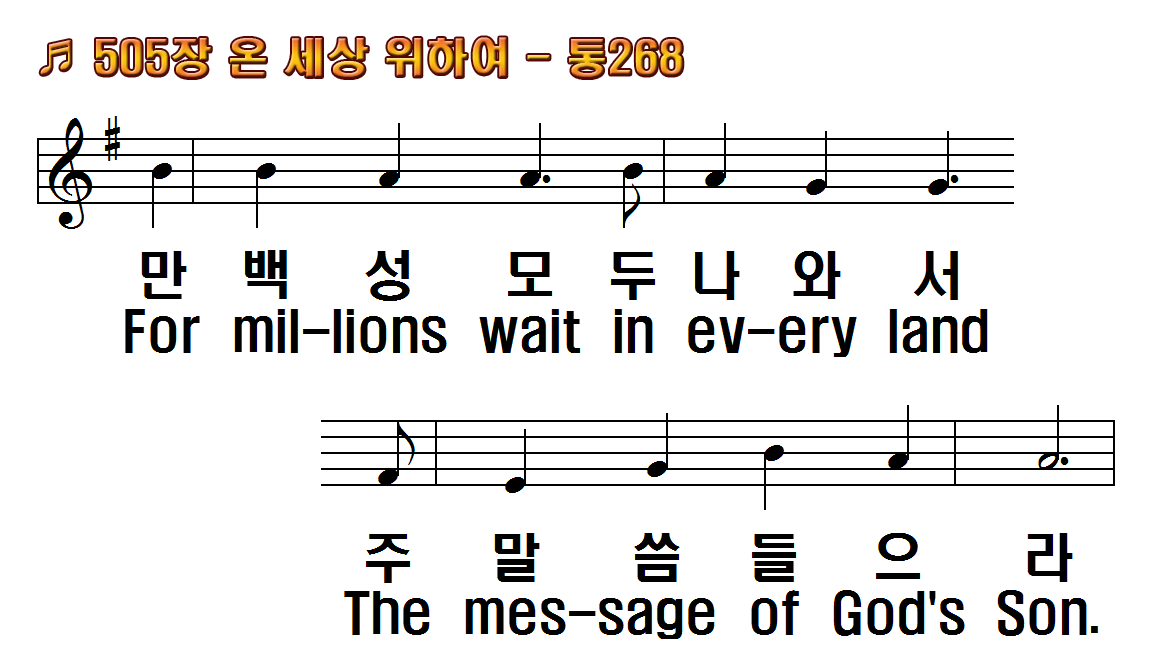 ♬ 505장 온 세상 위하여 - 통268
만 백 성 모 두 나 와 서
For mil-lions wait in ev-ery land
주 말 씀 들 으 라
The mes-sage of God's Son.